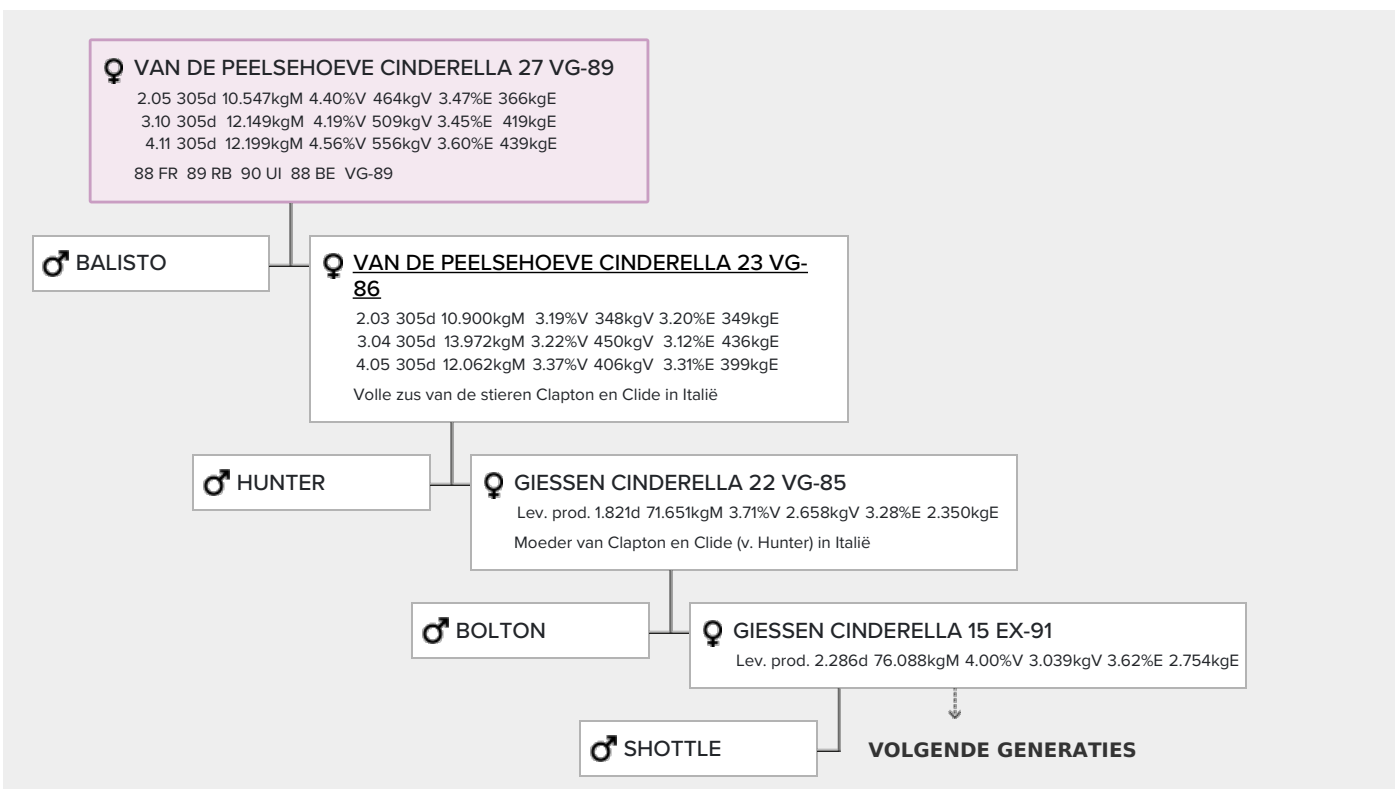 VAN DE PEELSEHOEVE CINDERELLA 27 VG-89
2.05 305d 10.547kgM 4.40%V 464kgV 3.47%E 366kgE
3.10 305d 12.149kgM 4.19%V 509kgV 3.45%E 419kgE
4.11 305d 12.199kgM 4.56%V 556kgV 3.60%E 439kgE
88 FR 89 RB 90 UI 88 BE VG-89
BALISTO
VAN DE PEELSEHOEVE CINDERELLA 23 VG-
86
2.03 305d 10.900kgM 3.19%V 348kgV 3.20%E 349kgE
3.04 305d 13.972kgM 3.22%V 450kgV 3.12%E 436kgE
4.05 305d 12.062kgM 3.37%V 406kgV 3.31%E 399kgE
Volle zus van de stieren Clapton en Clide in Italië
HUNTER
GIESSEN CINDERELLA 22 VG-85
Lev. prod. 1.821d 71.651kgM 3.71%V 2.658kgV 3.28%E 2.350kgE
Moeder van Clapton en Clide (v. Hunter) in Italië
BOLTON
GIESSEN CINDERELLA 15 EX-91
Lev. prod. 2.286d 76.088kgM 4.00%V 3.039kgV 3.62%E 2.754kgE
SHOTTLE
VOLGENDE GENERATIES